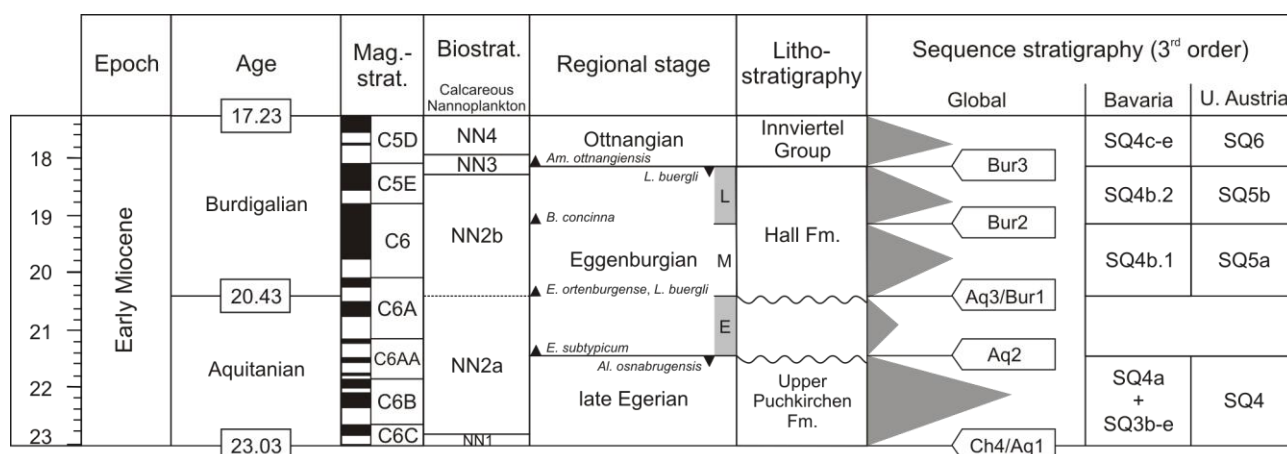 Epoch
Age
Mag.-
strat.
Biostrat.
Calcareous
Nannoplankton
Regional stage
Litho-
stratigraphy
Sequence stratigraphy (3rd order)
Global
Bavaria
U. Austria
18
19
20
21
22
23
Early Miocene
17.23
Burdigalian
20.43
Aquitanian
23.03
C5D
C5E
C6
C6A
C6AA
C6B
C6C
NN4
NN3
NN2b
NN2a
NN1
Ottnangian
Am. ottnangiensis
L. buergli
B. concinna
Eggenburgian
E. ortenburgense, L. buergli
E. subtypicum
Al. osnabrugensis
late Egerian
L
M
E
Innviertel
Group
Hall Fm.
Upper
Puchkirchen
Fm.
Bur3
Bur2
Aq3/Bur1
Aq2
Ch4/Aq1
SQ4c-e
SQ4b.2
SQ4b.1
SQ4a
+
SQ3b-e
SQ6
SQ5b
SQ5a
SQ4